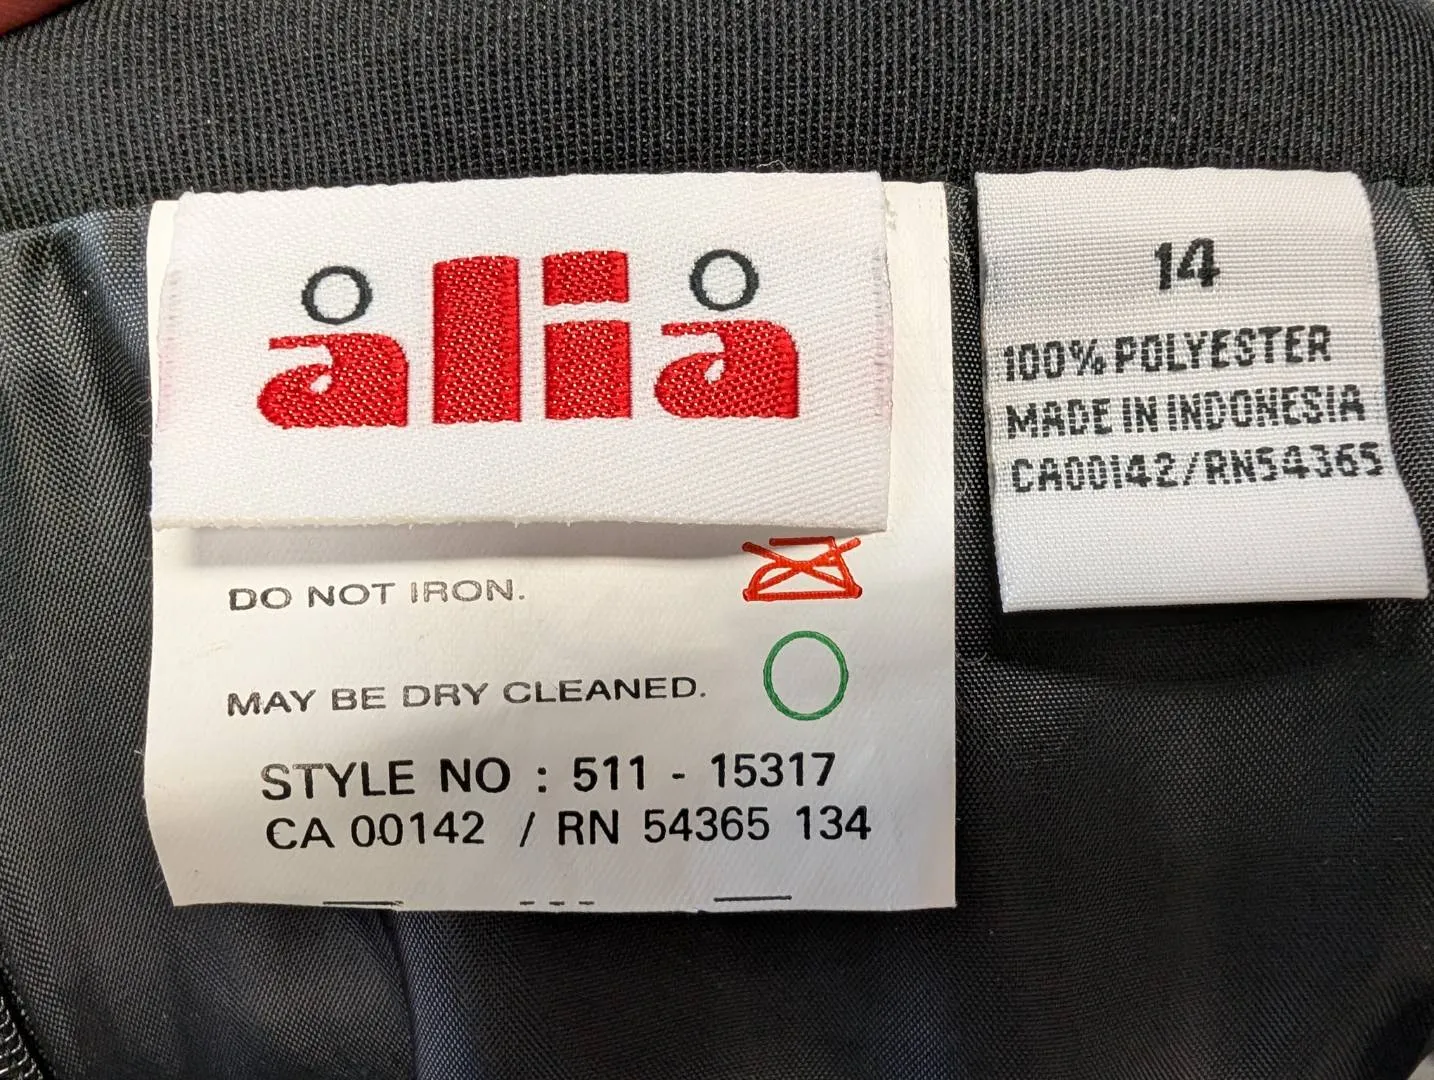 alia
DO NOT IRON.
MAY BE DRY CLEANED.
STYLE NO : 511 - 15317
CA 00142 / RN 54365 134
14
100% POLYESTER
MADE IN INDONESIA
CA00142/RN54365